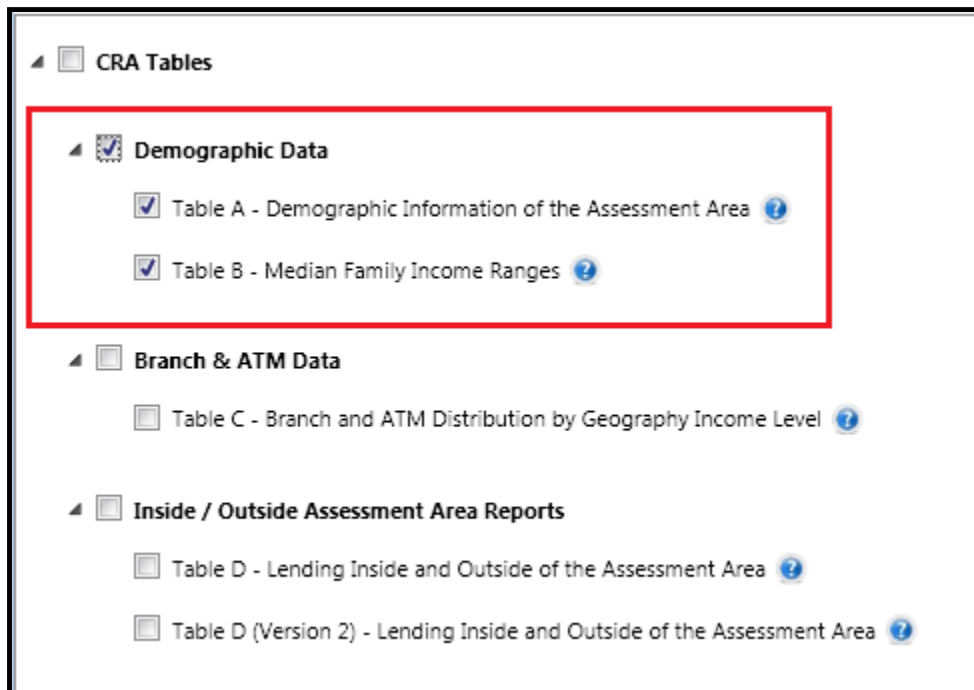 CRA Tables
Demographic Data
Table A - Demographic Information of the Assessment Area
Table B - Median Family Income Ranges
Branch & ATM Data
Table C - Branch and ATM Distribution by Geography Income Level
Inside / Outside Assessment Area Reports
Table D - Lending Inside and Outside of the Assessment Area
Table D (Version 2) - Lending Inside and Outside of the Assessment Area